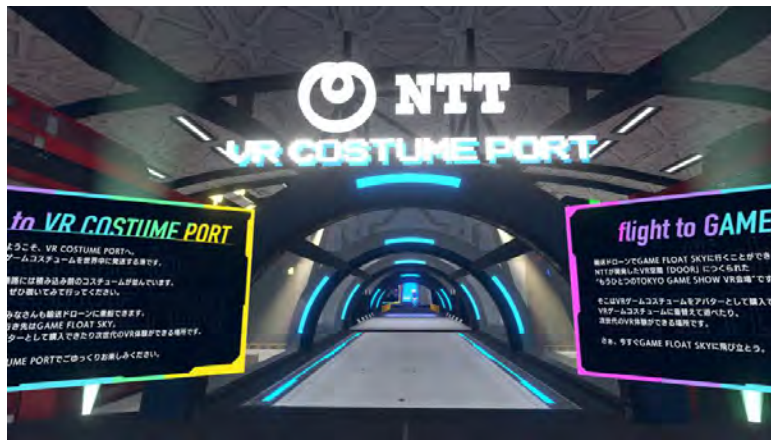 NTT
VR COSTUME PORT
to VR COSTUME PORT
ようこそ、VR COSTUME PORTへ。
ゲームコスチュームを世界中に発送する港です。
路には積み込み前のコスチュームが並んでいます。
ぜひ覗いてみて行ってください。
みなさんも輸送ドローンに乗船できます。
行き先はGAME FLOAT SKY。
ターとして購入できたり次世代のVR体験ができる場所です。
UME PORTでごゆっくりお楽しみください。
flight to GAME
輸送ドローンでGAME FLOAT SKYに行くことができ
NTTが開発したVR空間「DOOR」につくられた
“もうひとつのTOKYO GAME SHOW VR会場”です
そこはVRゲームコスチュームをアバターとして購入で
VRゲームコスチュームに着替えて遊べたり、
次世代のVR体験ができる場所です。
さぁ、今すぐGAME FLOAT SKYに飛び立とう。